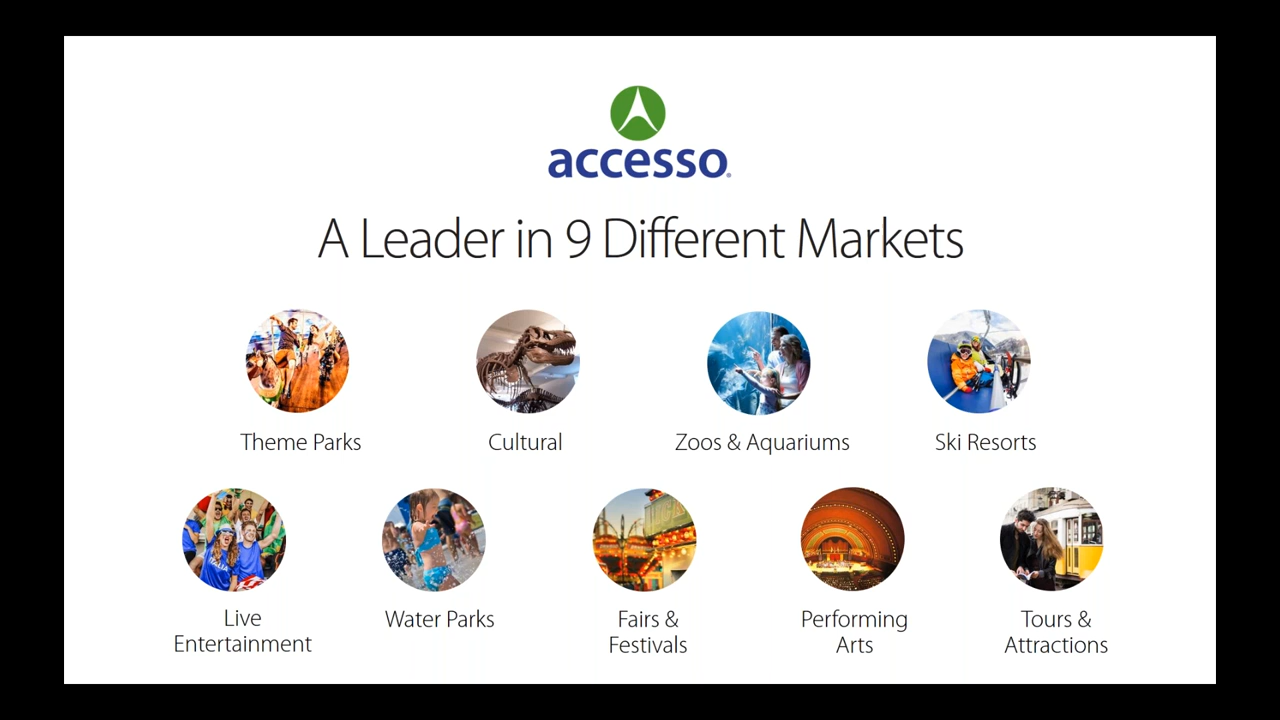 accesso
A Leader in 9 Different Markets
Theme Parks
Cultural
Zoos & Aquariums
Ski Resorts
Live
Entertainment
Water Parks
Fairs &
Festivals
Performing
Arts
Tours &
Attractions